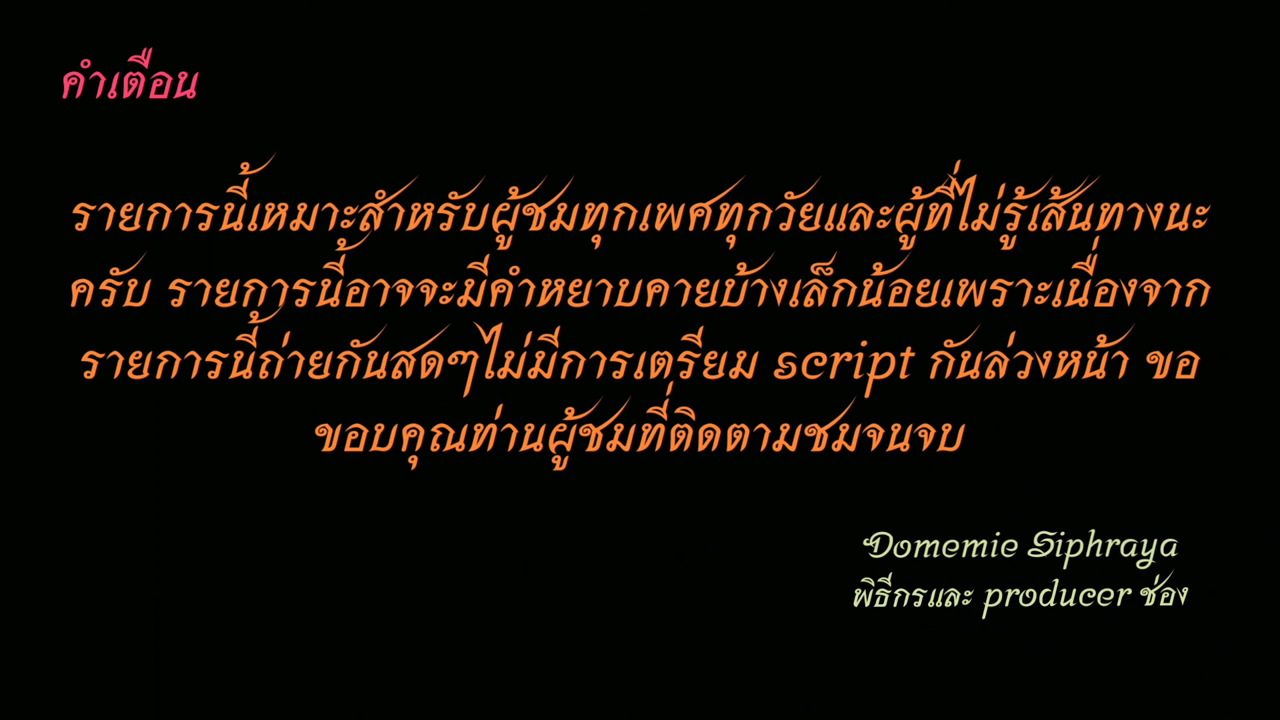 คำเตือน
รายการนี้เหมาะสำหรับผู้ชมทุกเพศทุกวัยและผู้ที่ไม่รู้เส้นทางนะ
ครับ รายการนี้อาจจะมีคำหยาบคายบ้างเล็กน้อยเพราะเนื่องจาก
รายการนี้ถ่ายกันสดๆไม่มีการเตรียม script กันล่วงหน้า ขอ
ขอบคุณท่านผู้ชมที่ติดตามชมจนจบ
Domemie Siphraya
พิธีกรและ producer ช่อง